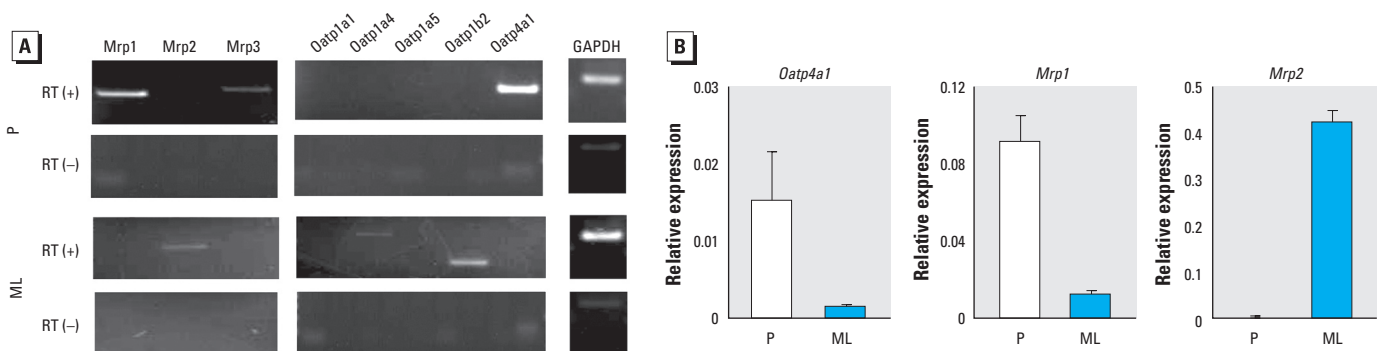 A
Mrp1 Mrp2 Mrp3
Oatp1a1 Oatp1a4 Oatp1a5 Oatp1b2 Oatp4a1
GAPDH
P
RT (+)
RT (–)
ML
RT (+)
RT (–)
B
Oatp4a1
Relative expression
0.03
0.02
0.01
0
P ML
Mrp1
Relative expression
0.12
0.08
0.04
0
P ML
Mrp2
Relative expression
0.5
0.4
0.3
0.2
0.1
0
P ML